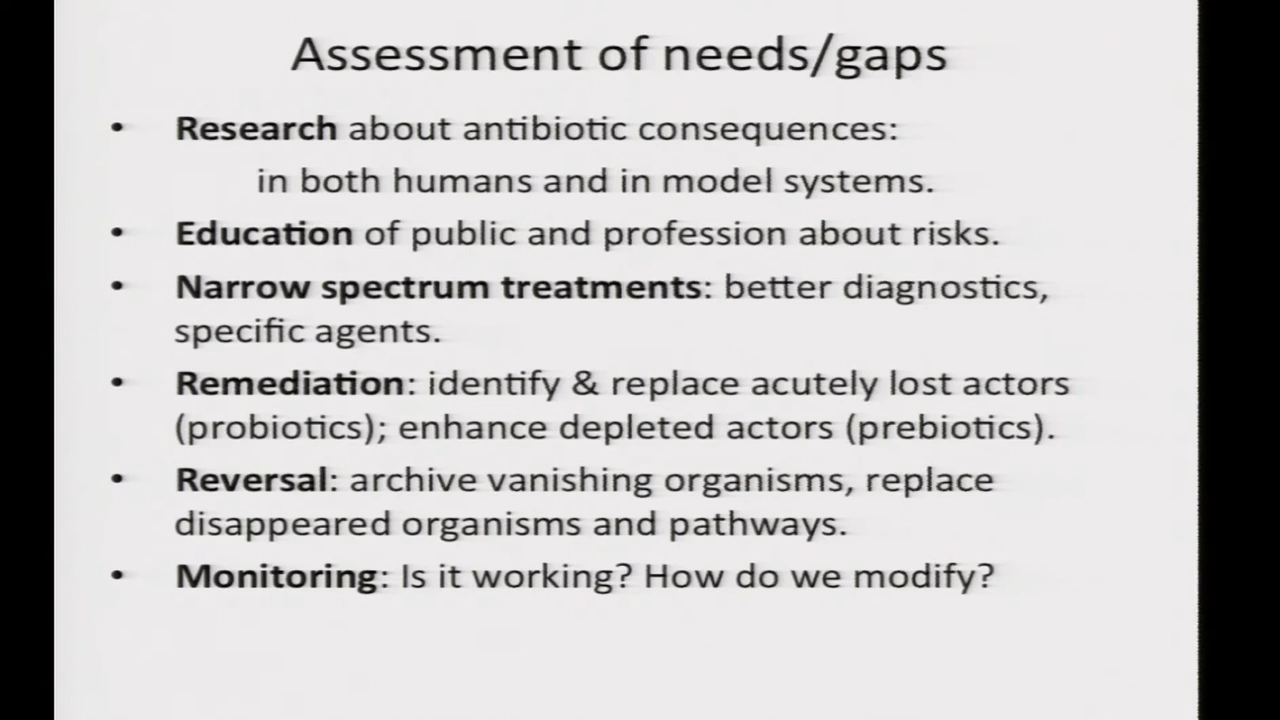 Assessment of needs/gaps
• Research about antibiotic consequences:
in both humans and in model systems.
• Education of public and profession about risks.
• Narrow spectrum treatments: better diagnostics,
specific agents.
• Remediation: identify & replace acutely lost actors
(probiotics); enhance depleted actors (prebiotics).
• Reversal: archive vanishing organisms, replace
disappeared organisms and pathways.
• Monitoring: Is it working? How do we modify?